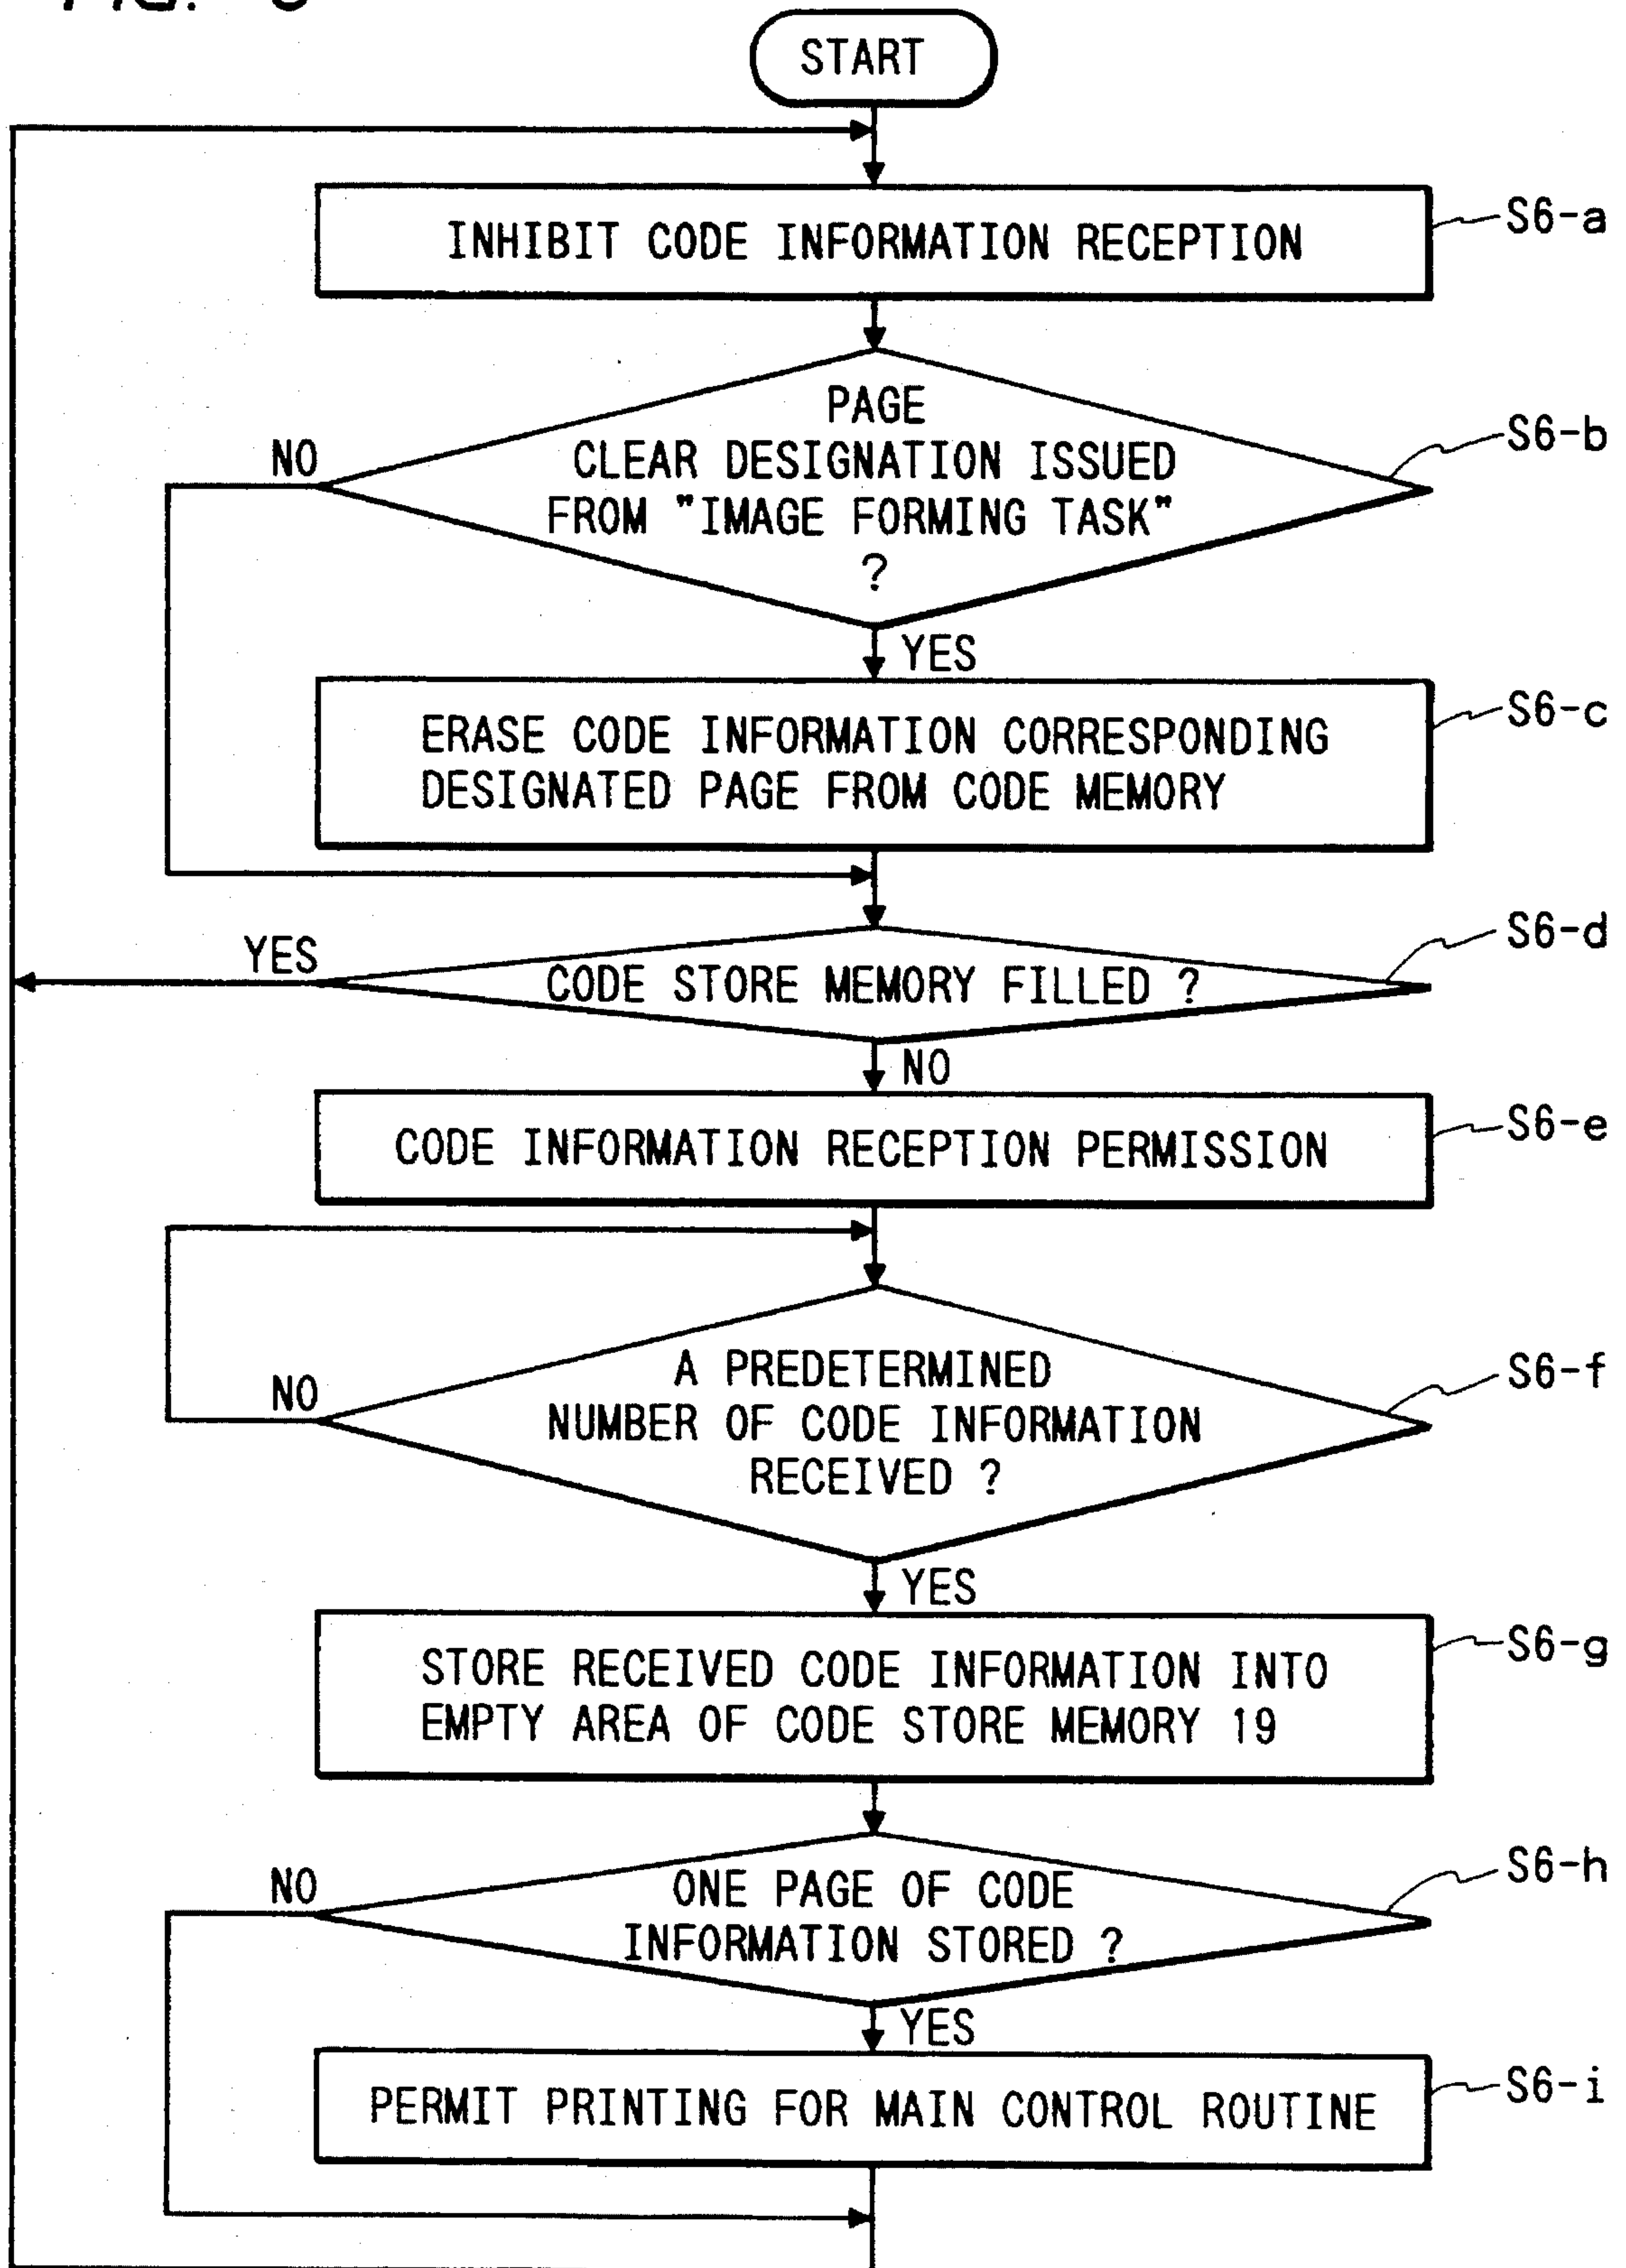 START
INHIBIT CODE INFORMATION RECEPTION
S6-a
PAGE
CLEAR DESIGNATION ISSUED
FROM "IMAGE FORMING TASK"
?
S6-b
NO
YES
ERASE CODE INFORMATION CORRESPONDING
DESIGNATED PAGE FROM CODE MEMORY
S6-c
CODE STORE MEMORY FILLED ?
S6-d
YES
NO
CODE INFORMATION RECEPTION PERMISSION
S6-e
A PREDETERMINED
NUMBER OF CODE INFORMATION
RECEIVED ?
S6-f
NO
YES
STORE RECEIVED CODE INFORMATION INTO
EMPTY AREA OF CODE STORE MEMORY 19
S6-g
ONE PAGE OF CODE
INFORMATION STORED ?
S6-h
NO
YES
PERMIT PRINTING FOR MAIN CONTROL ROUTINE
S6-i